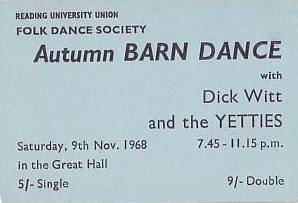 READING UNIVERSITY UNION
FOLK DANCE SOCIETY
Autumn BARN DANCE
with
Dick Witt
and the YETTIES
Saturday, 9th Nov. 1968 7.45 - 11.15 p.m.
in the Great Hall
5/- Single 9/- Double